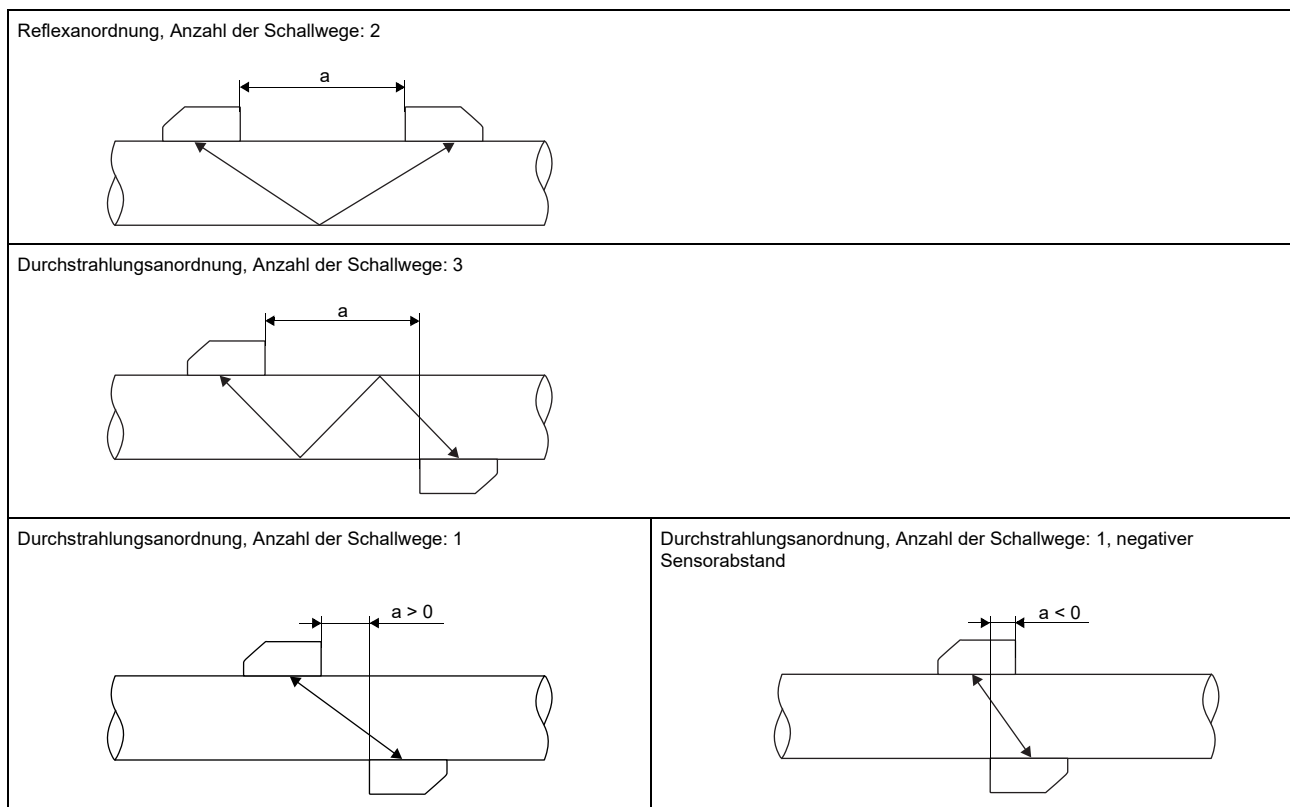 Reflexanordnung, Anzahl der Schallwege: 2
a
Durchstrahlungsanordnung, Anzahl der Schallwege: 3
a
Durchstrahlungsanordnung, Anzahl der Schallwege: 1
a > 0
Durchstrahlungsanordnung, Anzahl der Schallwege: 1, negativer
Sensorabstand
a < 0